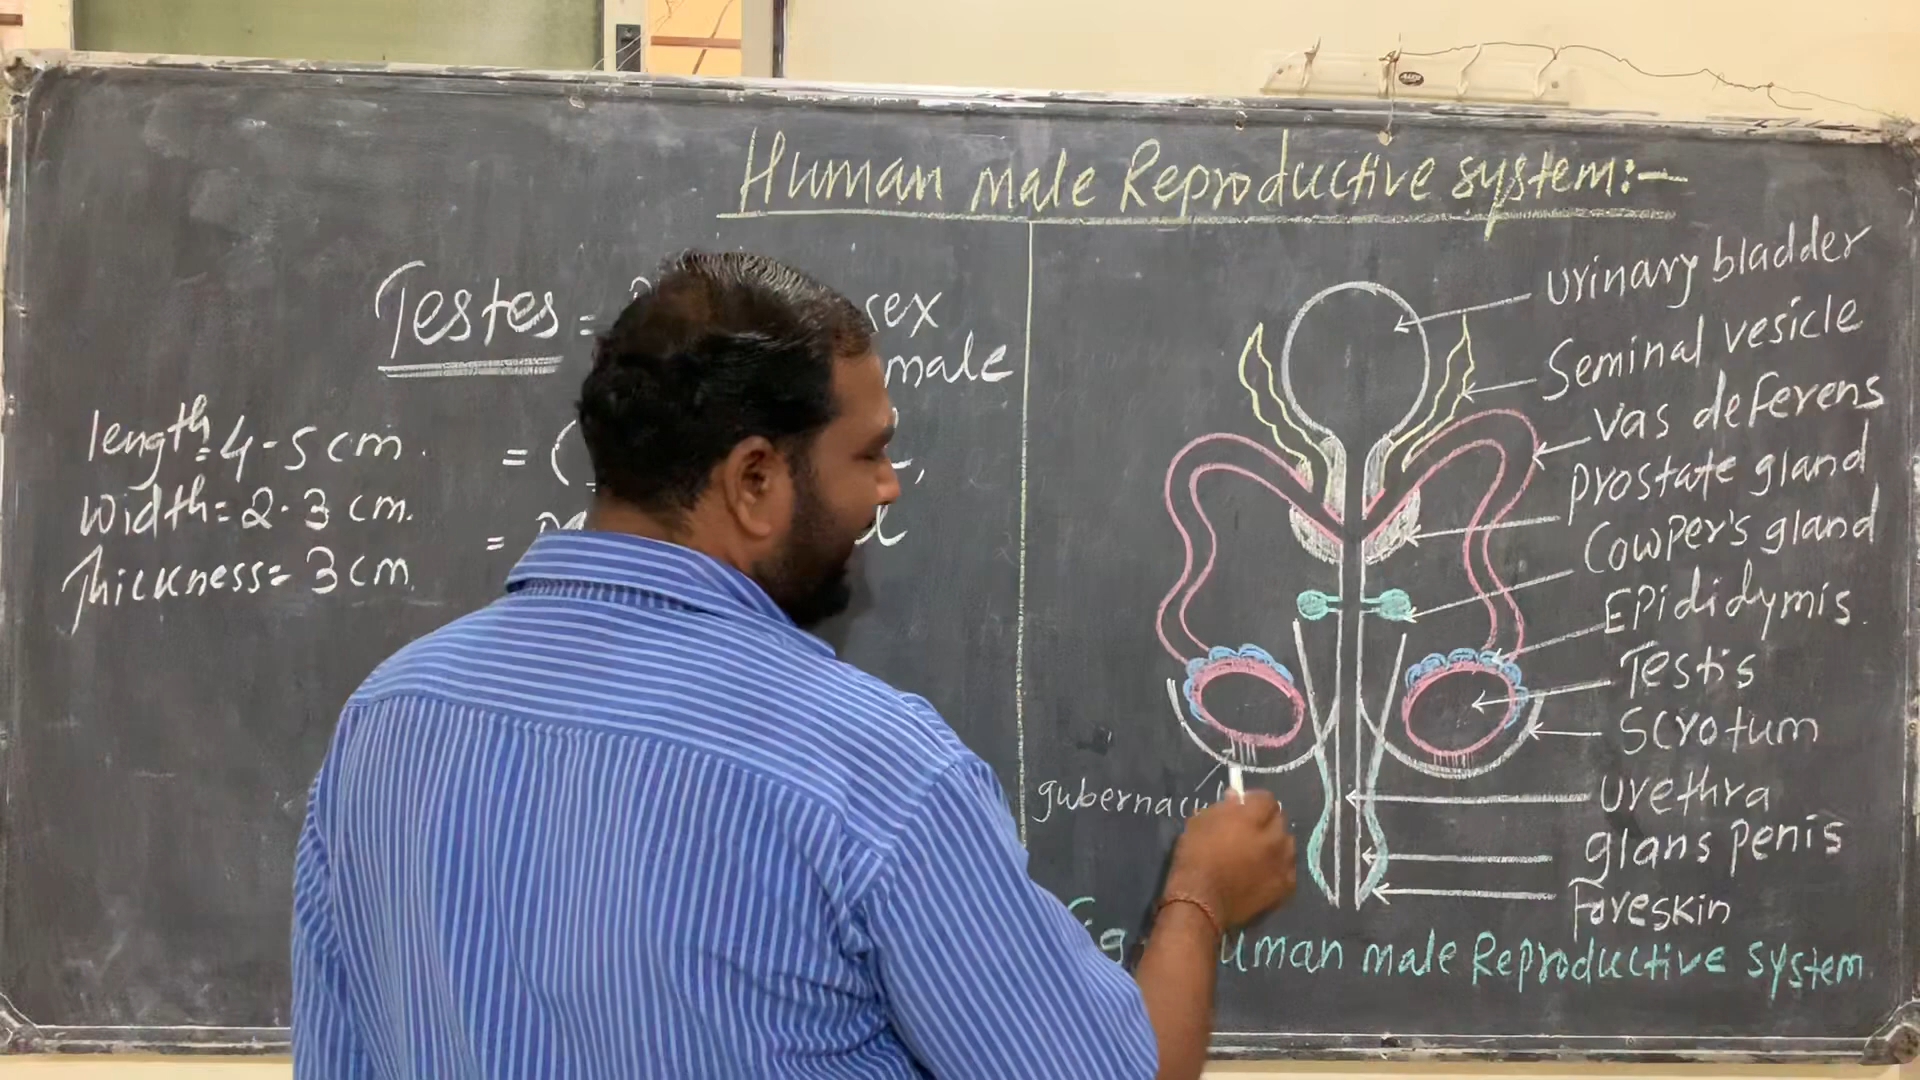 Human male Reproductive system:-
Testes =
sex
male
length = 4-5 cm.
width = 2-3 cm.
Thickness = 3 cm.
= (
=
urinary bladder
Seminal vesicle
vas deferens
prostate gland
Cowper's gland
Epididymis.
Testis
Scrotum
urethra
glans penis
Foreskin
male Reproductive system